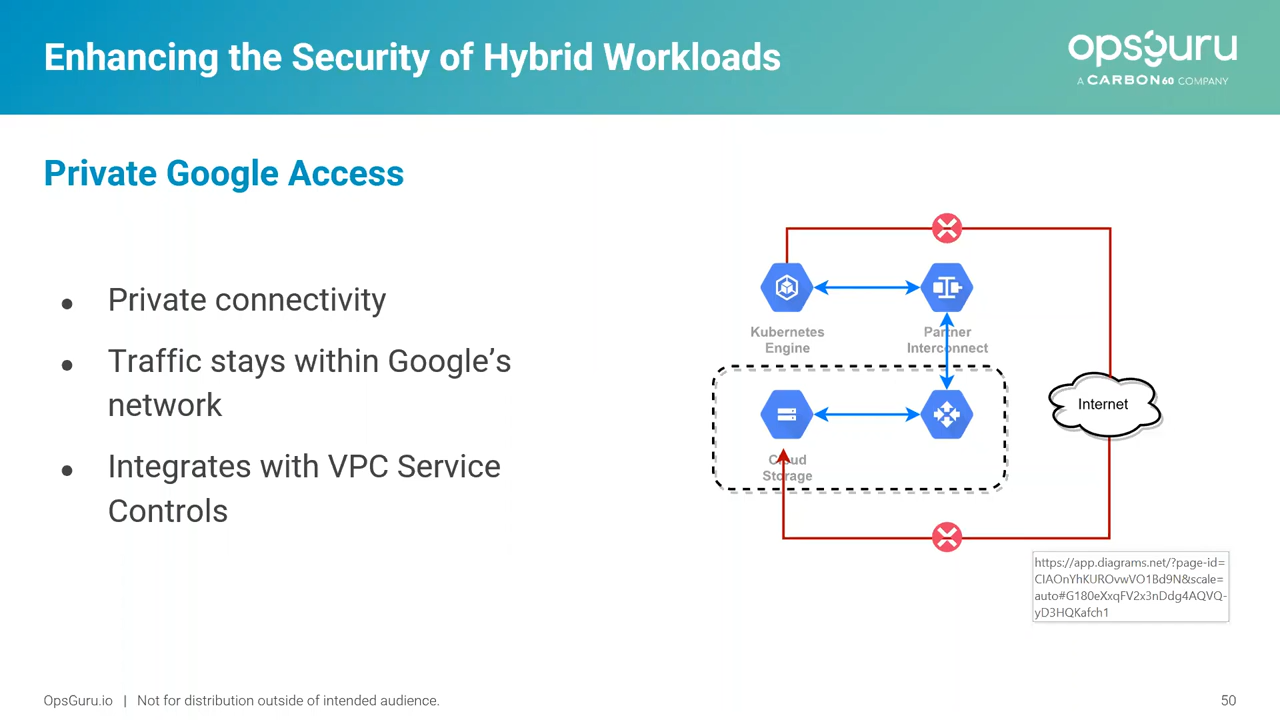 Enhancing the Security of Hybrid Workloads
opsguru
A CARBON60 COMPANY
Private Google Access
● Private connectivity
● Traffic stays within Google’s
network
● Integrates with VPC Service
Controls
Kubernetes
Engine
Partner
Interconnect
Cloud
Storage
Internet
https://app.diagrams.net/?page-id=
CIAOnYhKUROvwVO1Bd9N&scale=
auto#G180eXxqFV2x3nDdg4AQVQ-
yD3HQKafch1
OpsGuru.io | Not for distribution outside of intended audience.
50